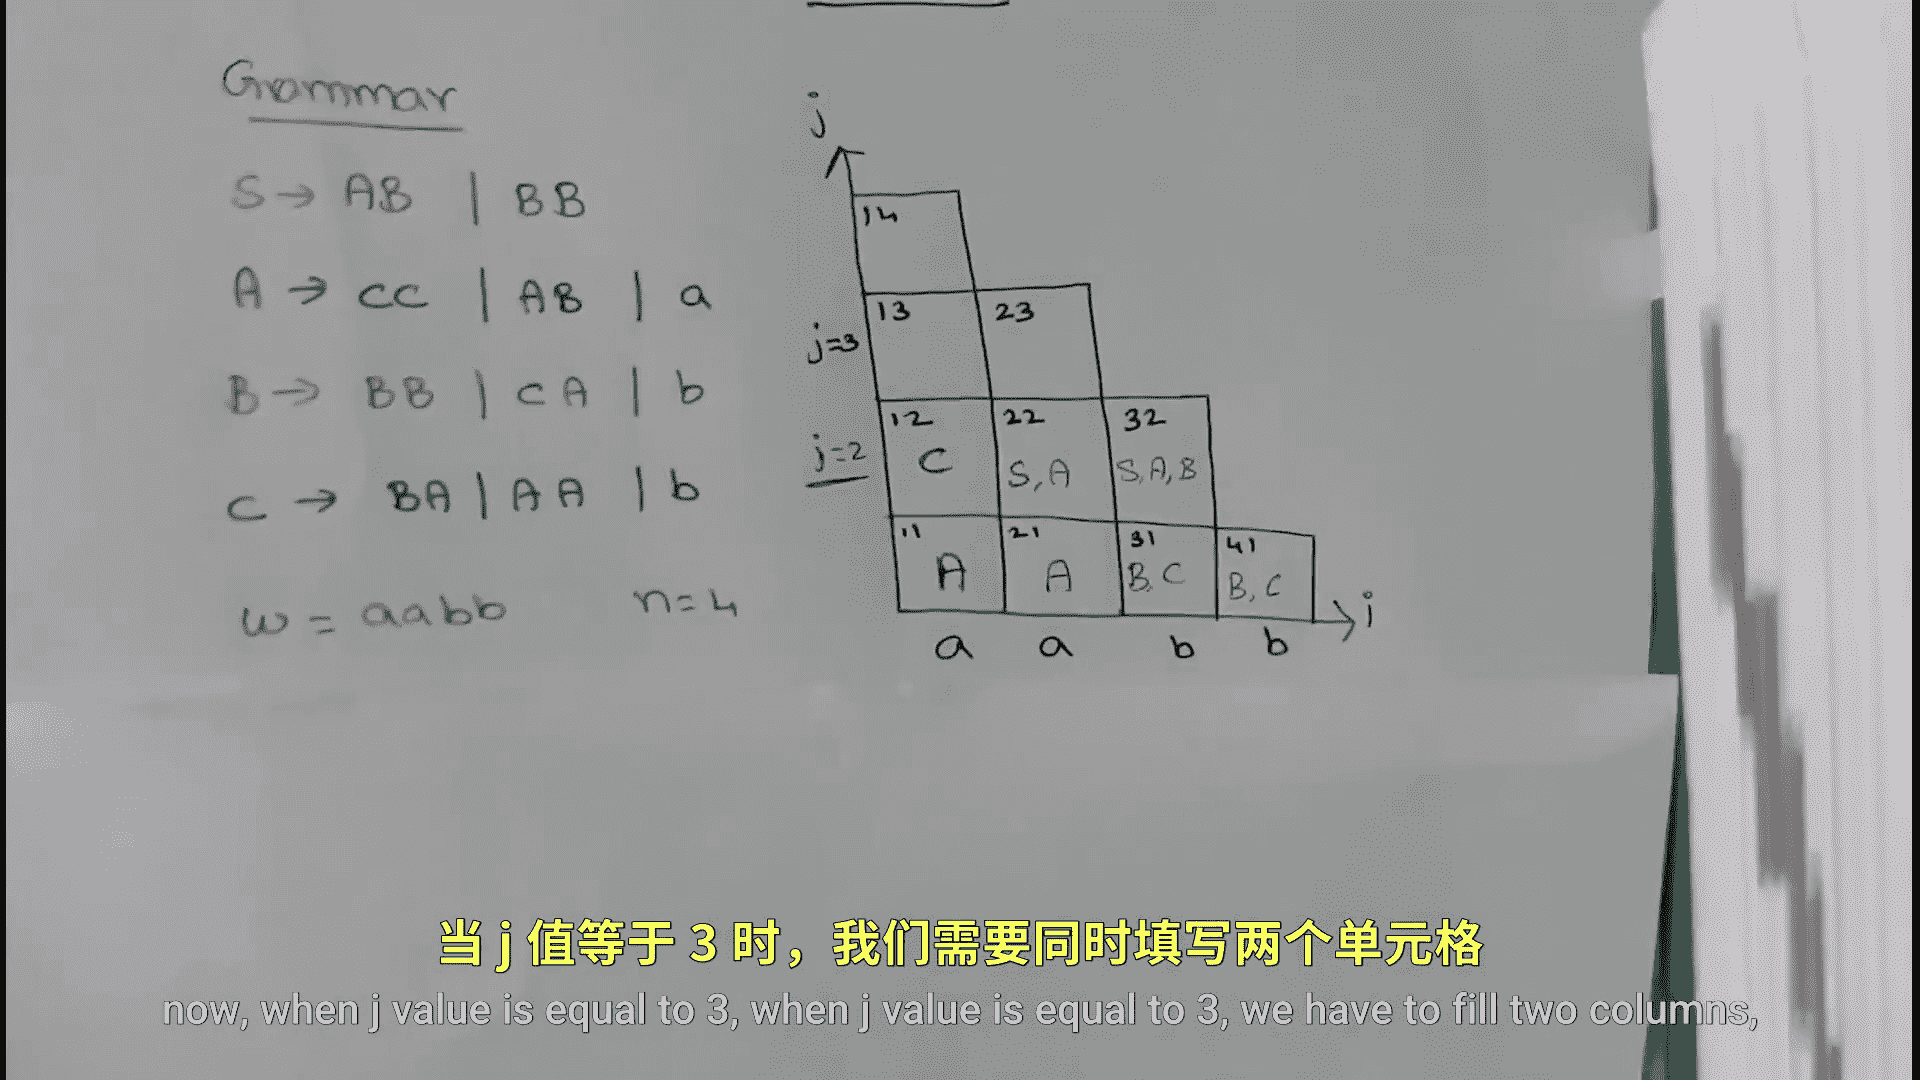 Grammar
S → AB | BB
A → CC | AB | a
B → BB | CA | b
C → BA | AA | b
w = aabb n=4
j
14
j=3 13 23
j=2 12 22 32
C S,A S,A,B
11 21 31 41
A A B,C B,C
i
a a b b
当 j 值等于 3 时，我们需要同时填写两个单元格
now, when j value is equal to 3, when j value is equal to 3, we have to fill two columns,